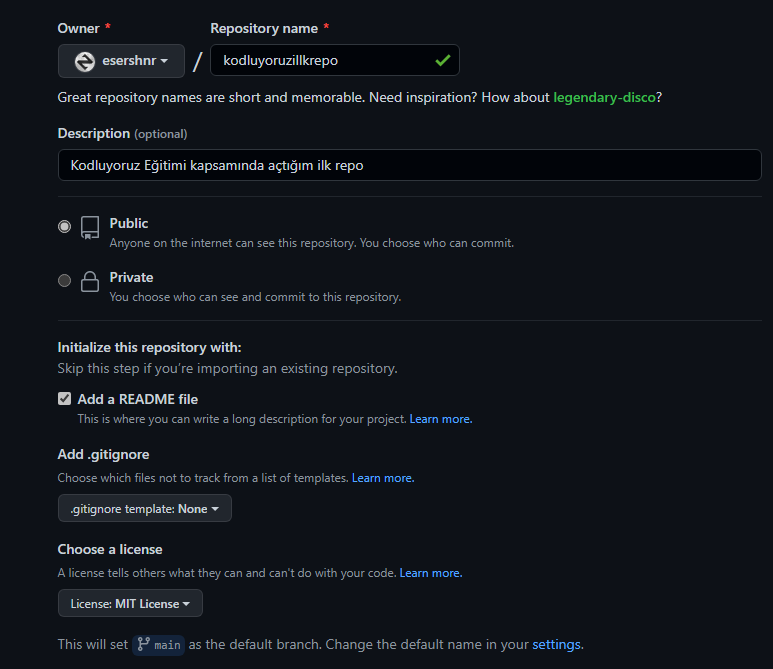 Owner * Repository name *
esershnr / kodluyoruzillkrepo
Great repository names are short and memorable. Need inspiration? How about legendary-disco?
Description (optional)
Kodluyoruz Eğitimi kapsamında açtığım ilk repo
Public
Anyone on the internet can see this repository. You choose who can commit.
Private
You choose who can see and commit to this repository.
Initialize this repository with:
Skip this step if you're importing an existing repository.
Add a README file
This is where you can write a long description for your project. Learn more.
Add .gitignore
Choose which files not to track from a list of templates. Learn more.
.gitignore template: None
Choose a license
A license tells others what they can and can't do with your code. Learn more.
License: MIT License
This will set main as the default branch. Change the default name in your settings.